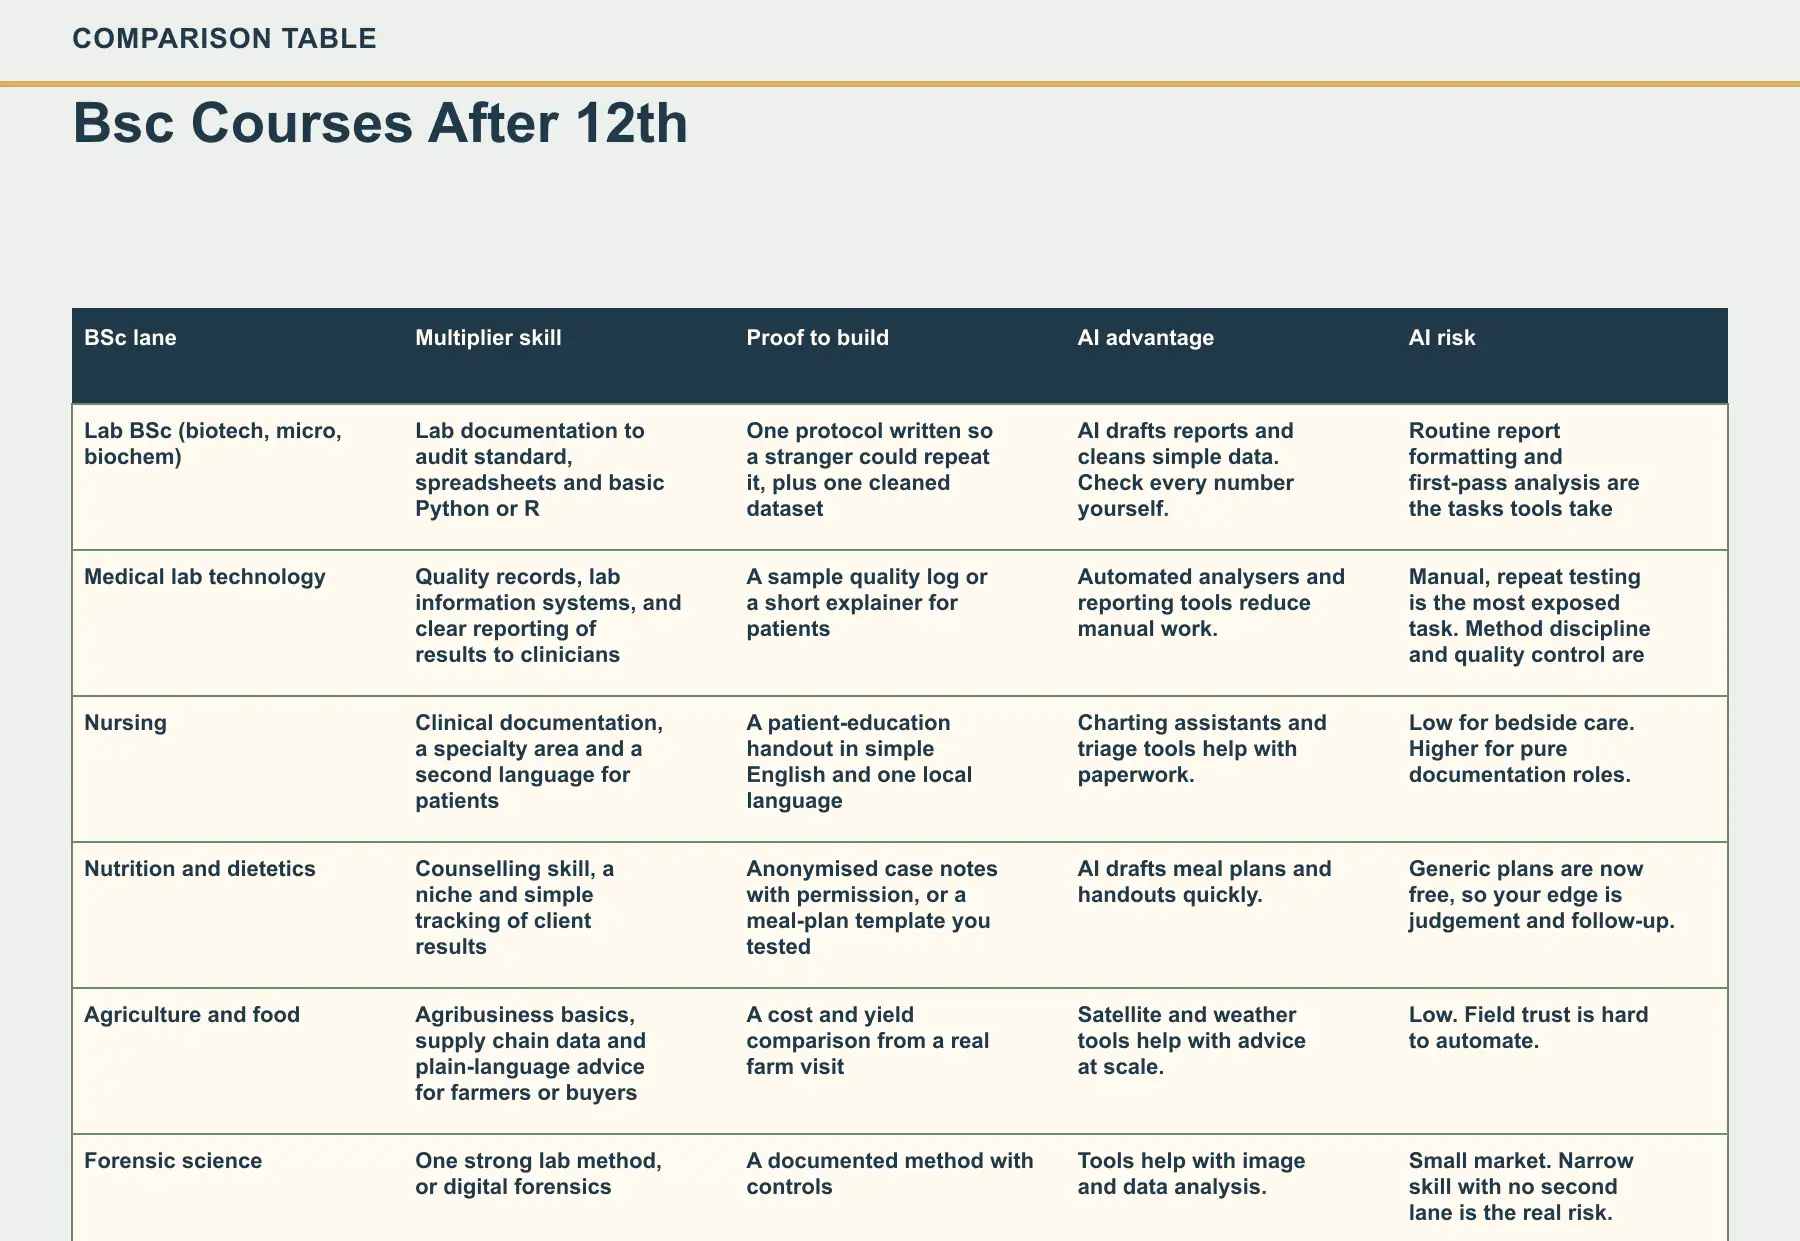 COMPARISON TABLE
Bsc Courses After 12th
BSc lane
Multiplier skill
Proof to build
AI advantage
AI risk
Lab BSc (biotech, micro,
biochem)
Lab documentation to
audit standard,
spreadsheets and basic
Python or R
One protocol written so
a stranger could repeat
it, plus one cleaned
dataset
AI drafts reports and
cleans simple data.
Check every number
yourself.
Routine report
formatting and
first-pass analysis are
the tasks tools take
Medical lab technology
Quality records, lab
information systems, and
clear reporting of
results to clinicians
A sample quality log or
a short explainer for
patients
Automated analysers and
reporting tools reduce
manual work.
Manual, repeat testing
is the most exposed
task. Method discipline
and quality control are
Nursing
Clinical documentation,
a specialty area and a
second language for
patients
A patient-education
handout in simple
English and one local
language
Charting assistants and
triage tools help with
paperwork.
Low for bedside care.
Higher for pure
documentation roles.
Nutrition and dietetics
Counselling skill, a
niche and simple
tracking of client
results
Anonymised case notes
with permission, or a
meal-plan template you
tested
AI drafts meal plans and
handouts quickly.
Generic plans are now
free, so your edge is
judgement and follow-up.
Agriculture and food
Agribusiness basics,
supply chain data and
plain-language advice
for farmers or buyers
A cost and yield
comparison from a real
farm visit
Satellite and weather
tools help with advice
at scale.
Low. Field trust is hard
to automate.
Forensic science
One strong lab method,
or digital forensics
A documented method with
controls
Tools help with image
and data analysis.
Small market. Narrow
skill with no second
lane is the real risk.